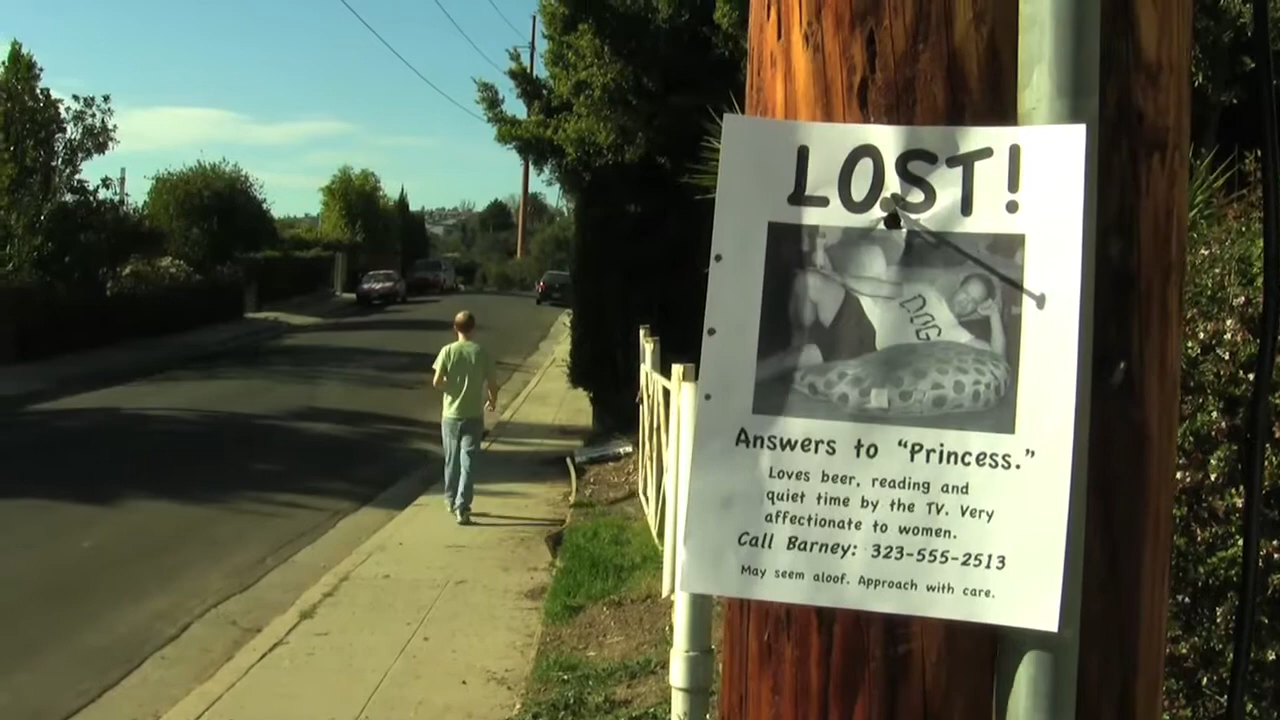 LOST!
DOG
Answers to “Princess.”
Loves beer, reading and
quiet time by the TV. Very
affectionate to women.
Call Barney: 323-555-2513
May seem aloof. Approach with care.